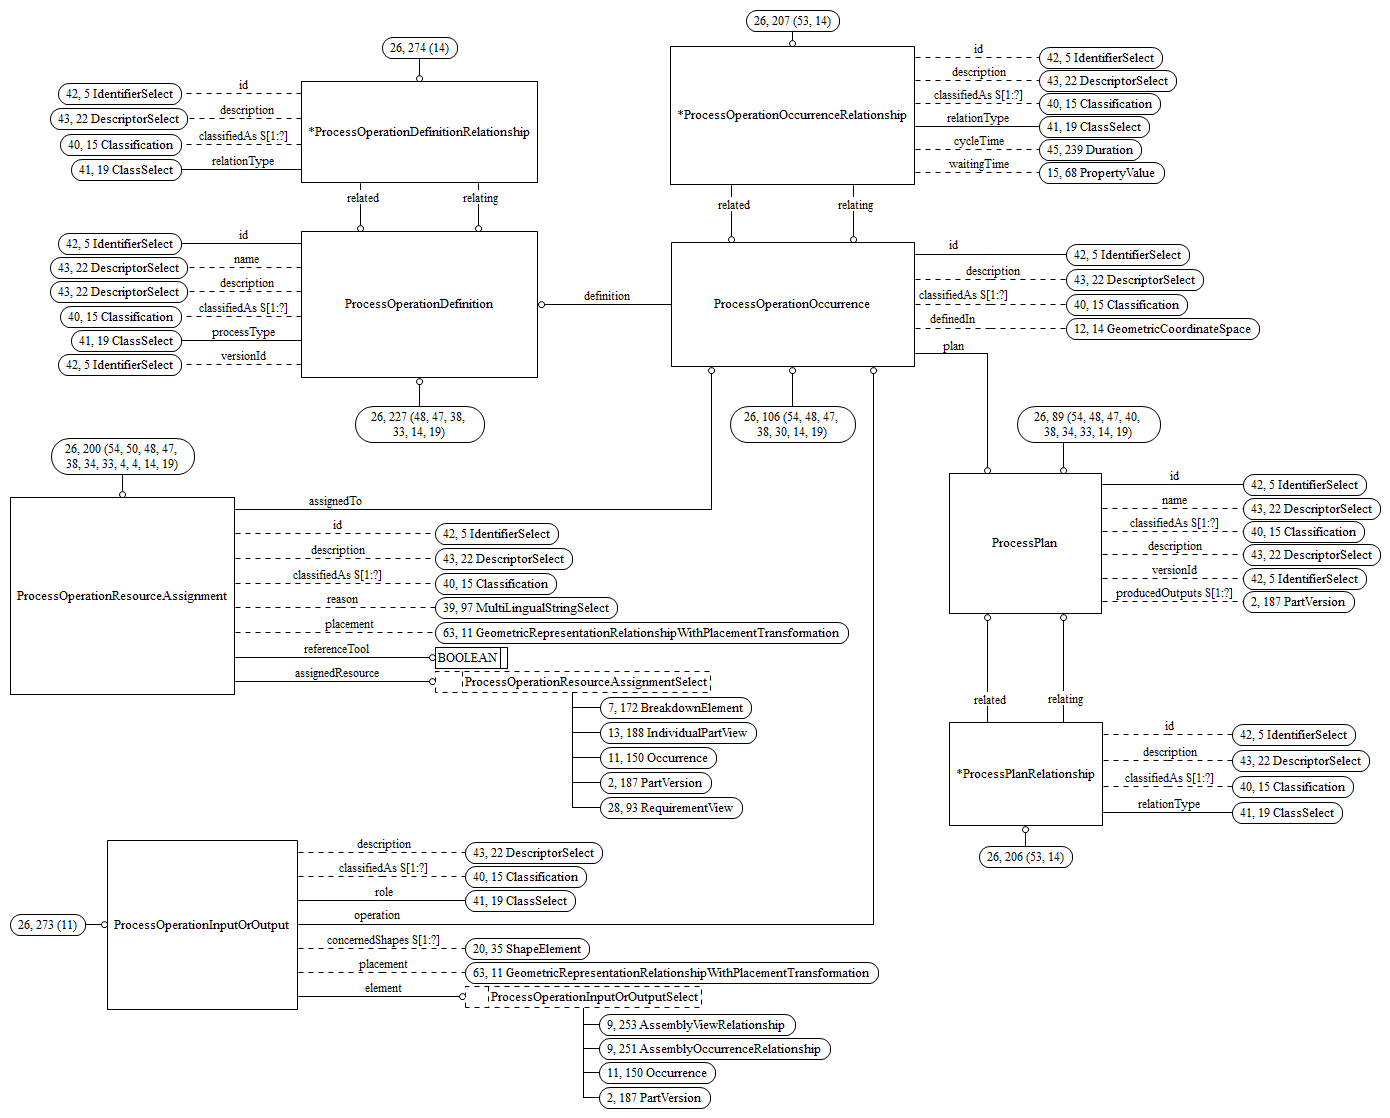 26, 207 (53, 14)
26, 274 (14)
*ProcessOperationDefinitionRelationship
id
42, 5 IdentifierSelect
description
43, 22 DescriptorSelect
classifiedAs S[1:?]
40, 15 Classification
relationType
41, 19 ClassSelect
related
relating
*ProcessOperationOccurrenceRelationship
id
42, 5 IdentifierSelect
description
43, 22 DescriptorSelect
classifiedAs S[1:?]
40, 15 Classification
relationType
41, 19 ClassSelect
cycleTime
45, 239 Duration
waitingTime
15, 68 PropertyValue
related
relating
ProcessOperationDefinition
id
42, 5 IdentifierSelect
name
43, 22 DescriptorSelect
description
43, 22 DescriptorSelect
classifiedAs S[1:?]
40, 15 Classification
processType
41, 19 ClassSelect
versionId
42, 5 IdentifierSelect
definition
26, 227 (48, 47, 38,
33, 14, 19)
ProcessOperationOccurrence
id
42, 5 IdentifierSelect
description
43, 22 DescriptorSelect
classifiedAs S[1:?]
40, 15 Classification
definedIn
12, 14 GeometricCoordinateSpace
plan
26, 106 (54, 48, 47,
38, 30, 14, 19)
26, 89 (54, 48, 47, 40,
38, 34, 33, 14, 19)
26, 200 (54, 50, 48, 47,
38, 34, 33, 4, 4, 14, 19)
ProcessOperationResourceAssignment
assignedTo
id
42, 5 IdentifierSelect
description
43, 22 DescriptorSelect
classifiedAs S[1:?]
40, 15 Classification
reason
39, 97 MultiLingualStringSelect
placement
63, 11 GeometricRepresentationRelationshipWithPlacementTransformation
referenceTool
BOOLEAN
assignedResource
ProcessOperationResourceAssignmentSelect
7, 172 BreakdownElement
13, 188 IndividualPartView
11, 150 Occurrence
2, 187 PartVersion
28, 93 RequirementView
ProcessPlan
id
42, 5 IdentifierSelect
name
43, 22 DescriptorSelect
classifiedAs S[1:?]
40, 15 Classification
description
43, 22 DescriptorSelect
versionId
42, 5 IdentifierSelect
producedOutputs S[1:?]
2, 187 PartVersion
related
relating
*ProcessPlanRelationship
id
42, 5 IdentifierSelect
description
43, 22 DescriptorSelect
classifiedAs S[1:?]
40, 15 Classification
relationType
41, 19 ClassSelect
26, 206 (53, 14)
26, 273 (11)
ProcessOperationInputOrOutput
description
43, 22 DescriptorSelect
classifiedAs S[1:?]
40, 15 Classification
role
41, 19 ClassSelect
operation
concernedShapes S[1:?]
20, 35 ShapeElement
placement
63, 11 GeometricRepresentationRelationshipWithPlacementTransformation
element
ProcessOperationInputOrOutputSelect
9, 253 AssemblyViewRelationship
9, 251 AssemblyOccurrenceRelationship
11, 150 Occurrence
2, 187 PartVersion